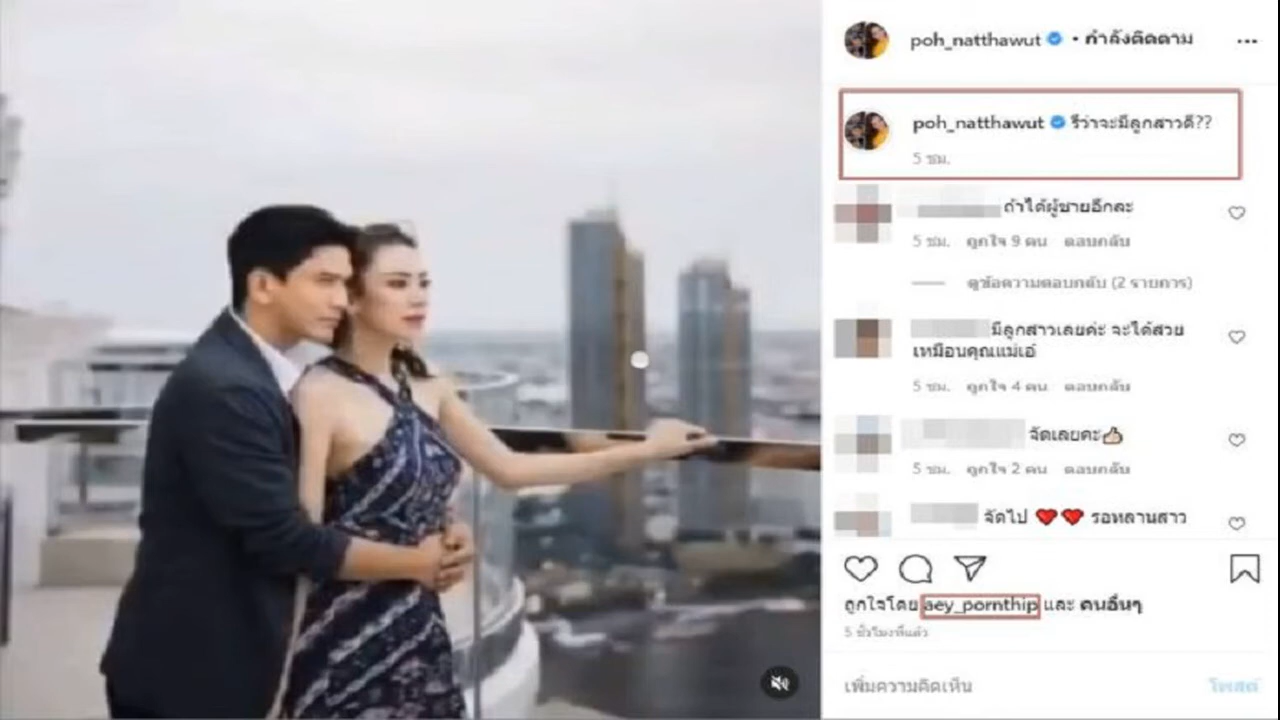 poh_natthawut • กำลังติดตาม
poh_natthawut รึว่าจะมีลูกสาวดี??
5 ชม.
ถ้าได้ผู้ชายอีกละ
5 ชม. ถูกใจ 9 คน ตอบกลับ
ดูข้อความตอบกลับ (2 รายการ)
มีลูกสาวเลยค่ะ จะได้สวย
เหมือนคุณแม่เอ๋
5 ชม. ถูกใจ 4 คน ตอบกลับ
จัดเลยคะ👍
5 ชม. ถูกใจ 2 คน ตอบกลับ
จัดไป ❤️❤️ รอหลานสาว
ถูกใจโดย aey_pornthip และ คนอื่นๆ
5 ชั่วโมงที่แล้ว
เพิ่มความคิดเห็น
โพสต์